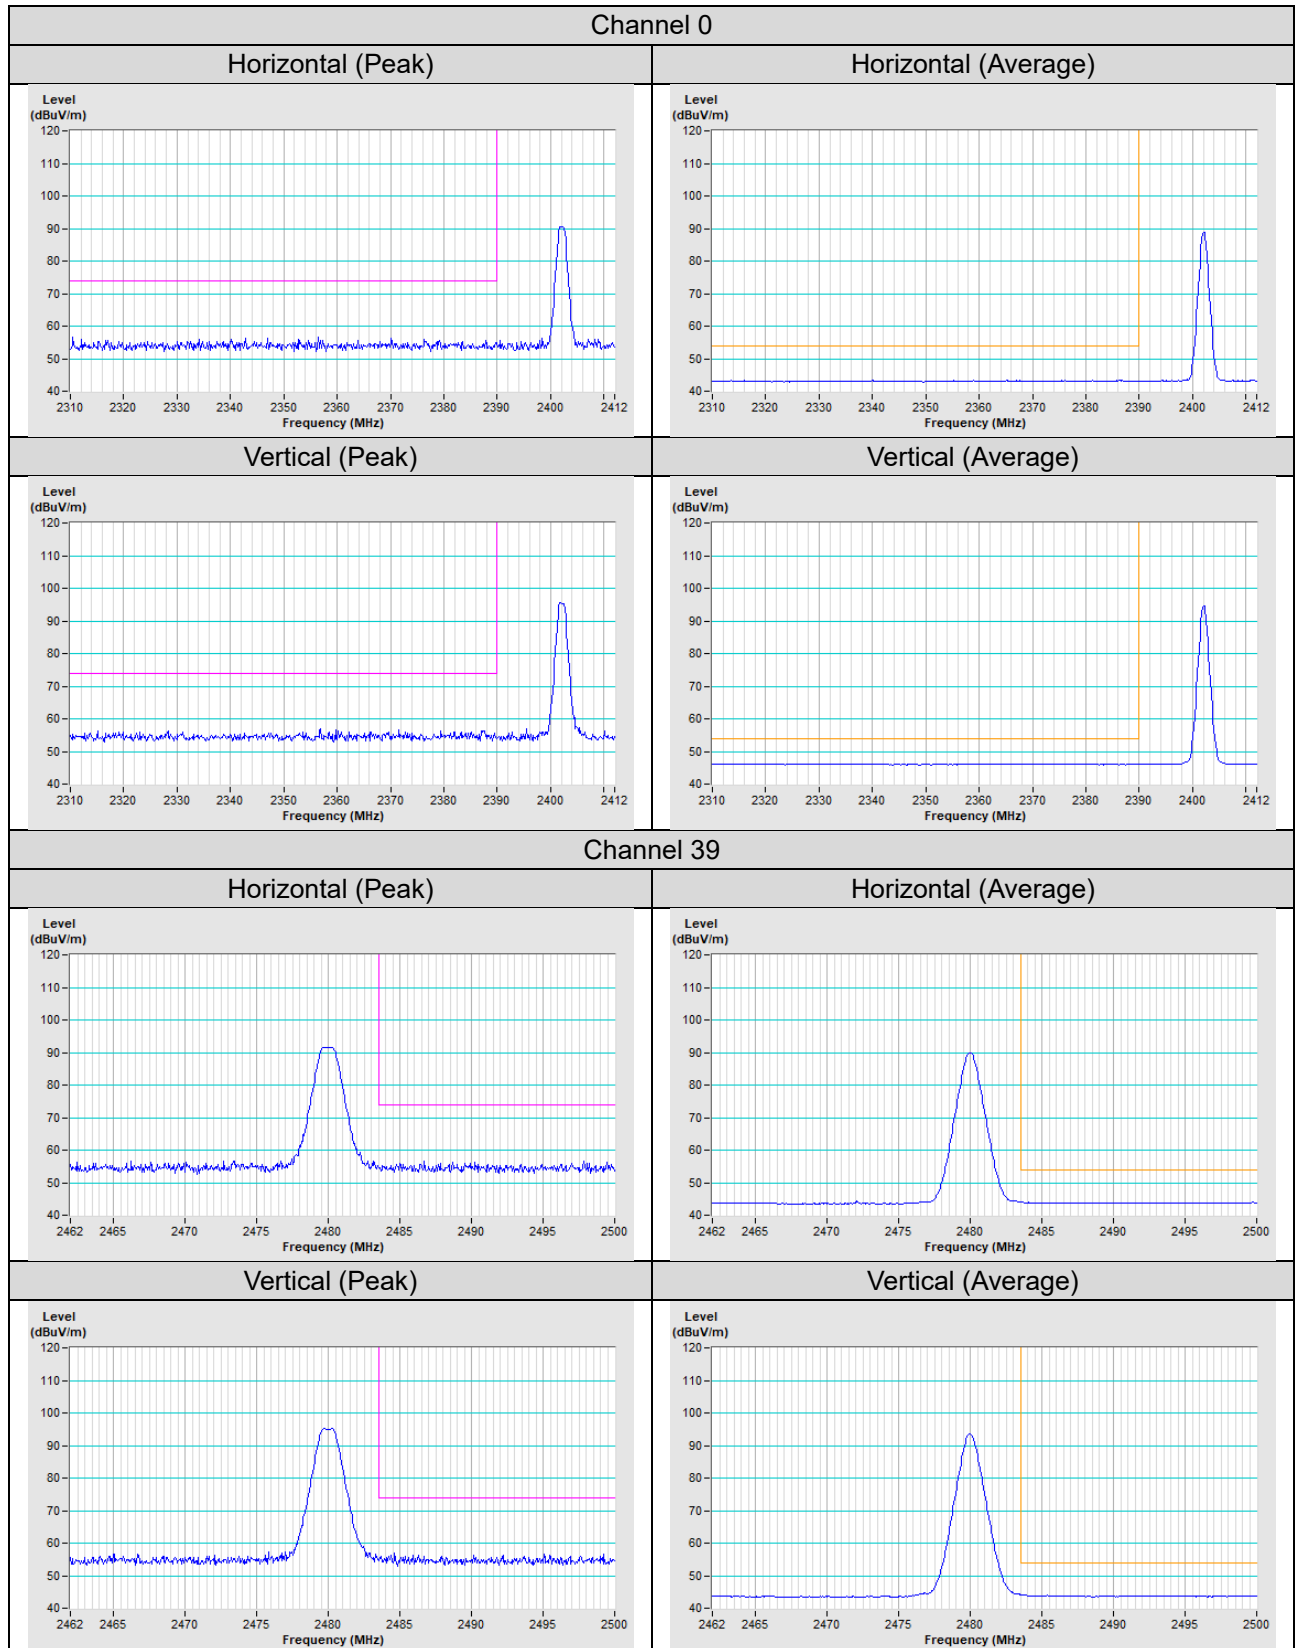 Channel 0
Horizontal (Peak) Horizontal (Average)
Level Level
(dBuV/m) (dBuV/m)
120 120
110 110
100 100
90 90
80 80
70 70
60 60
50 50
40 40
2310 2320 2330 2340 2350 2360 2370 2380 2390 2400 2412 2310 2320 2330 2340 2350 2360 2370 2380 2390 2400 2412
Frequency (MHz) Frequency (MHz)
Vertical (Peak) Vertical (Average)
Level Level
(dBuV/m) (dBuV/m)
120 120
110 110
100 100
90 90
80 80
70 70
60 60
50 50
40 40
2310 2320 2330 2340 2350 2360 2370 2380 2390 2400 2412 2310 2320 2330 2340 2350 2360 2370 2380 2390 2400 2412
Frequency (MHz) Frequency (MHz)
Channel 39
Horizontal (Peak) Horizontal (Average)
Level Level
(dBuV/m) (dBuV/m)
120 120
110 110
100 100
90 90
80 80
70 70
60 60
50 50
40 40
2462 2465 2470 2475 2480 2485 2490 2495 2500 2462 2465 2470 2475 2480 2485 2490 2495 2500
Frequency (MHz) Frequency (MHz)
Vertical (Peak) Vertical (Average)
Level Level
(dBuV/m) (dBuV/m)
120 120
110 110
100 100
90 90
80 80
70 70
60 60
50 50
40 40
2462 2465 2470 2475 2480 2485 2490 2495 2500 2462 2465 2470 2475 2480 2485 2490 2495 2500
Frequency (MHz) Frequency (MHz)